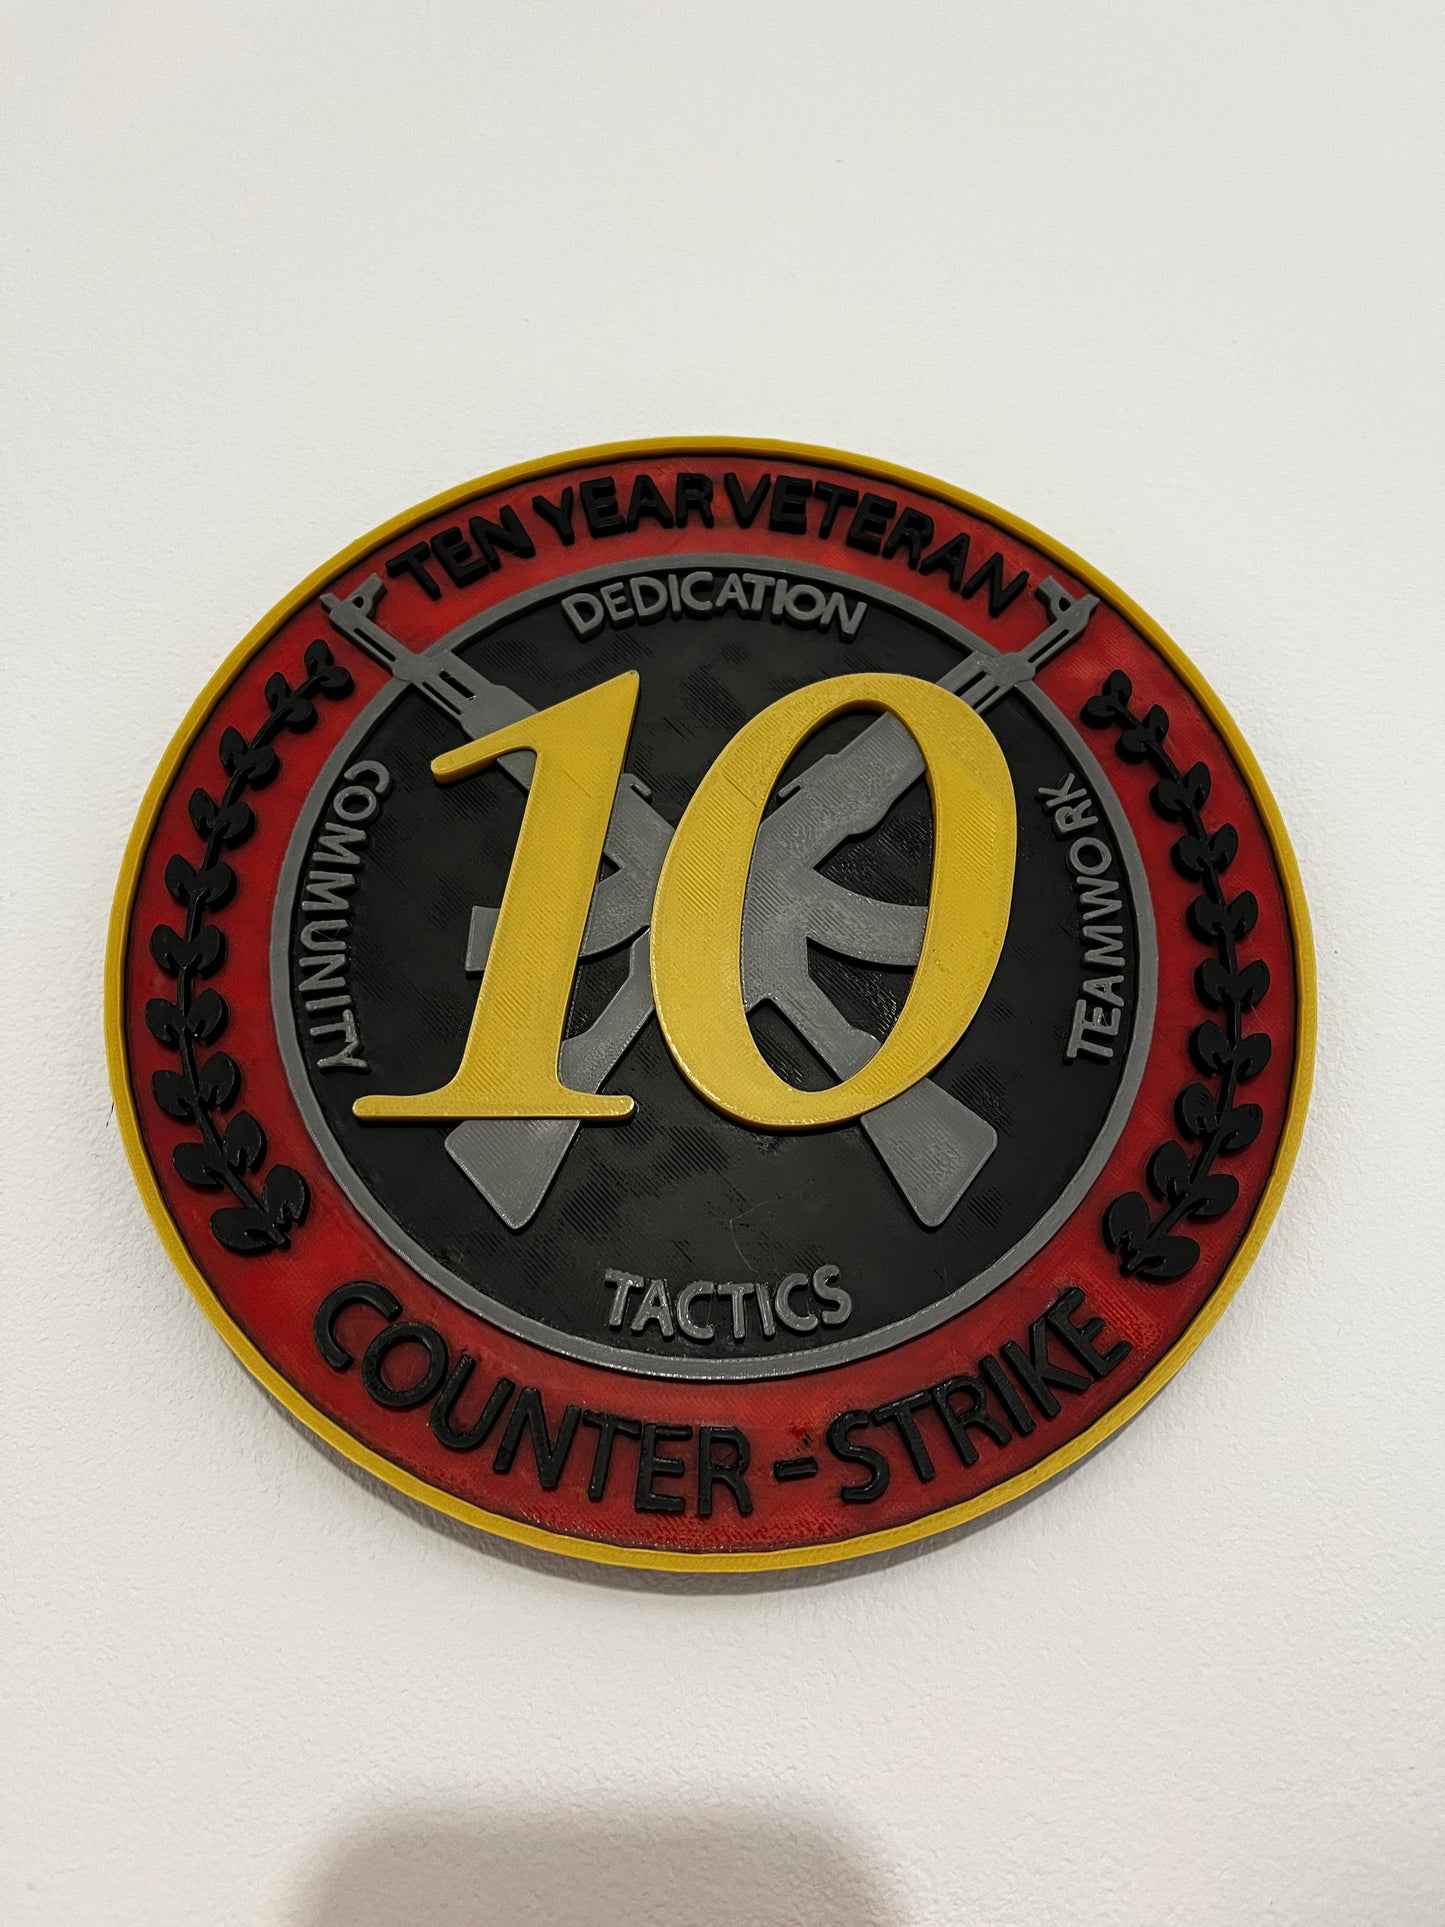 TEN YEAR VETERAN
DEDICATION
COMMUNITY
10
TEAMWORK
TACTICS
COUNTER-STRIKE